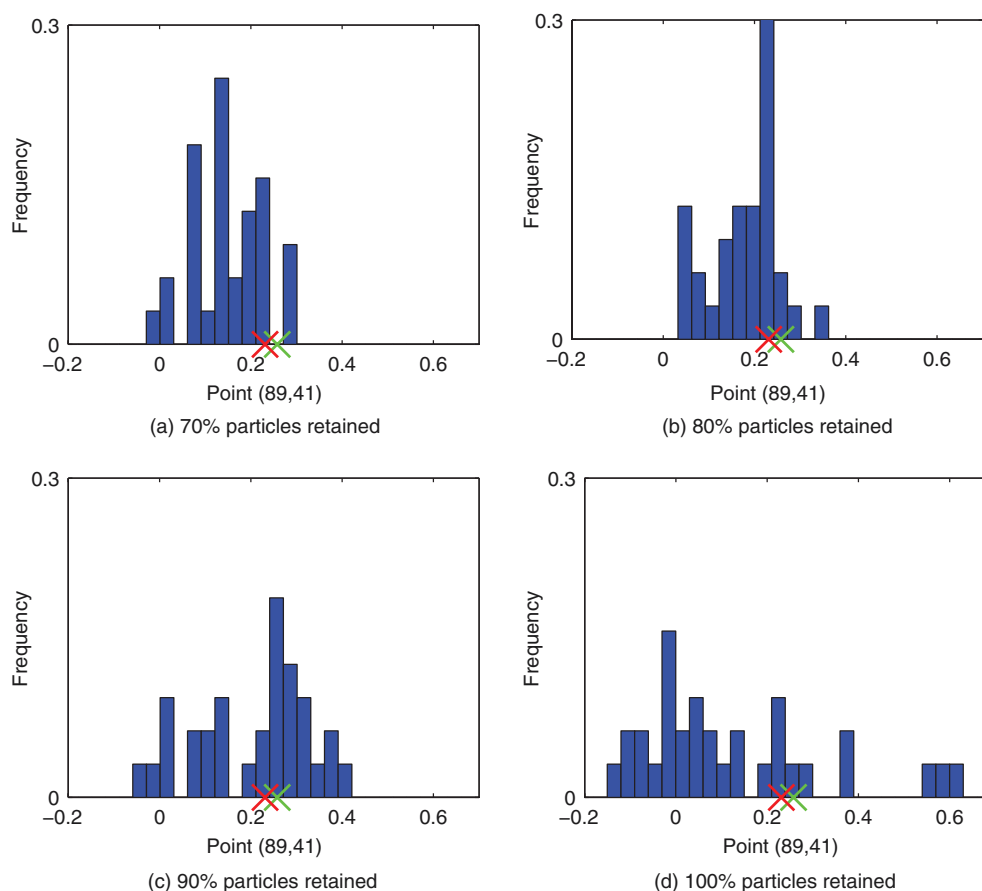 0.3
Frequency
0
−0.2
0
0.2
0.4
0.6
Point (89,41)
(a) 70% particles retained
0.3
Frequency
0
−0.2
0
0.2
0.4
0.6
Point (89,41)
(b) 80% particles retained
0.3
Frequency
0
−0.2
0
0.2
0.4
0.6
Point (89,41)
(c) 90% particles retained
0.3
Frequency
0
−0.2
0
0.2
0.4
0.6
Point (89,41)
(d) 100% particles retained